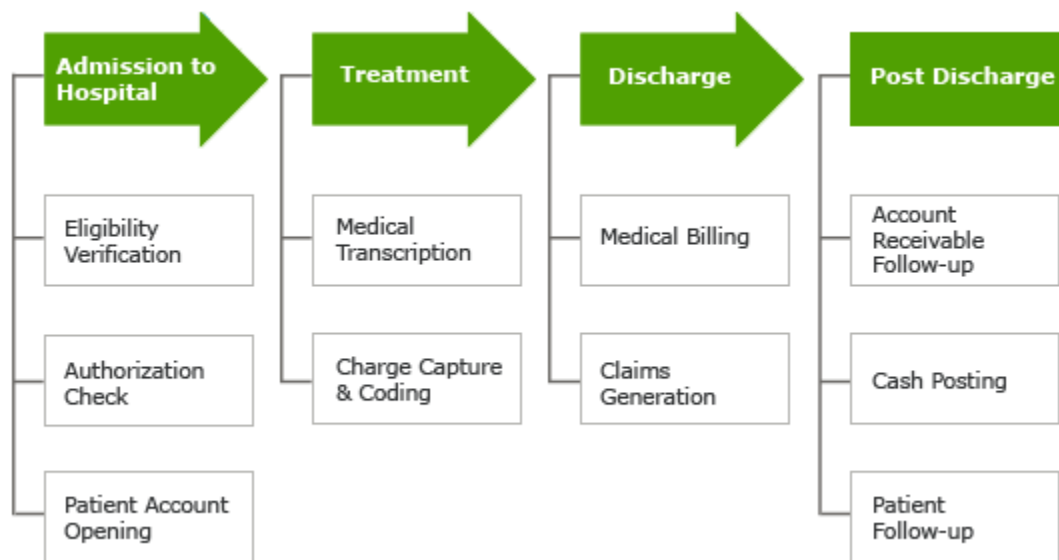 Admission to
Hospital
Eligibility
Verification
Authorization
Check
Patient Account
Opening
Treatment
Medical
Transcription
Charge Capture
& Coding
Discharge
Medical Billing
Claims
Generation
Post Discharge
Account
Receivable
Follow-up
Cash Posting
Patient
Follow-up